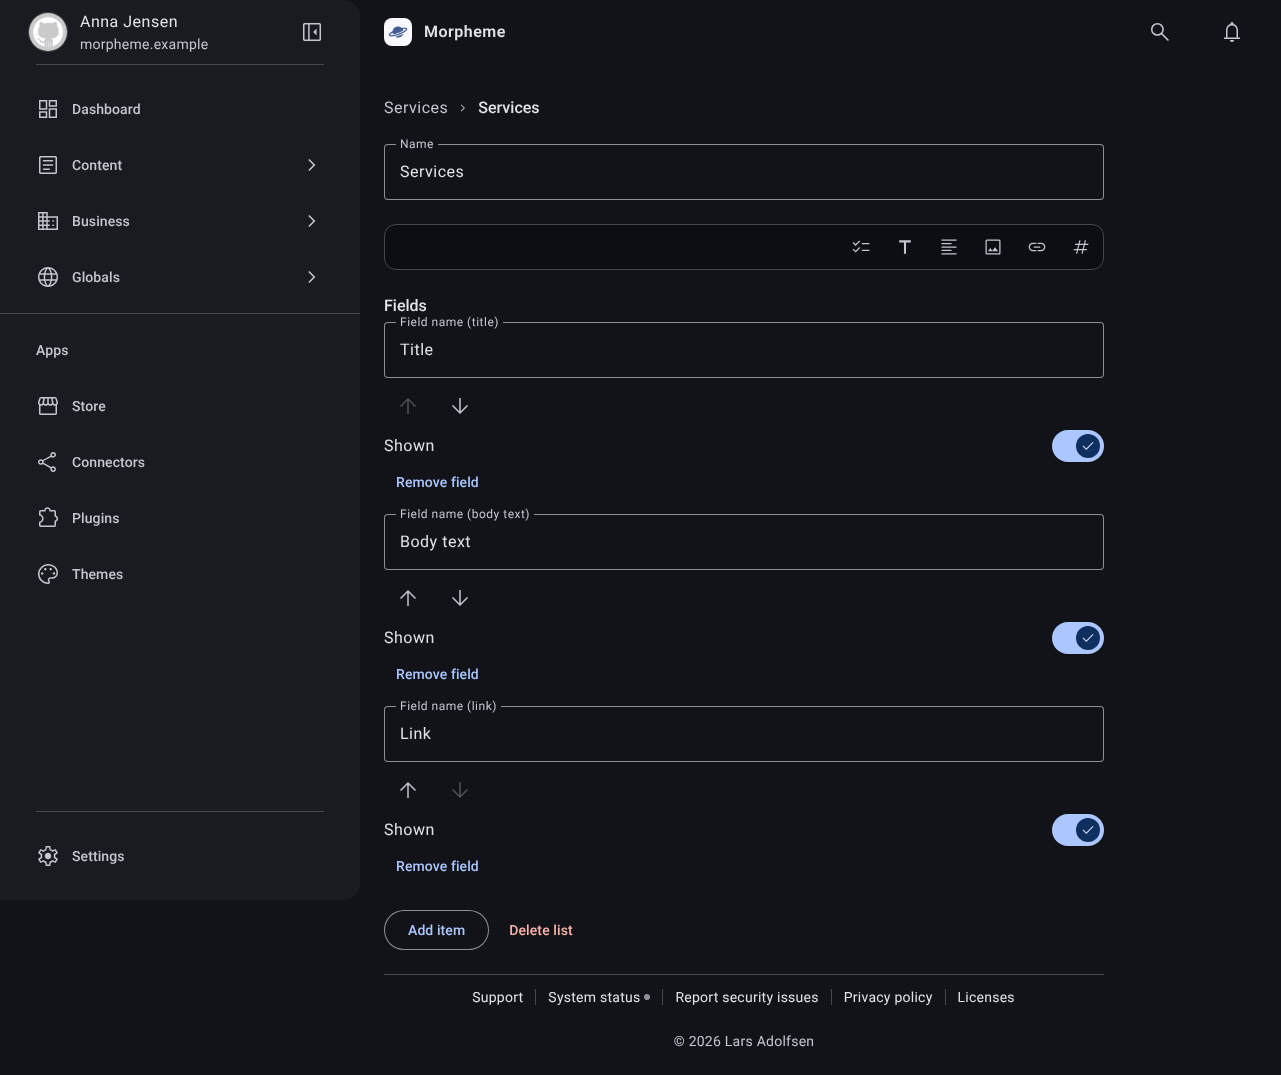 Anna Jensen
morpheme.example
Dashboard
Content
Business
Globals
Apps
Store
Connectors
Plugins
Themes
Settings
Morpheme
Services › Services
Name
Services
Fields
Field name (title)
Title
Shown
Remove field
Field name (body text)
Body text
Shown
Remove field
Field name (link)
Link
Shown
Remove field
Add item Delete list
Support System status Report security issues Privacy policy Licenses
© 2026 Lars Adolfsen